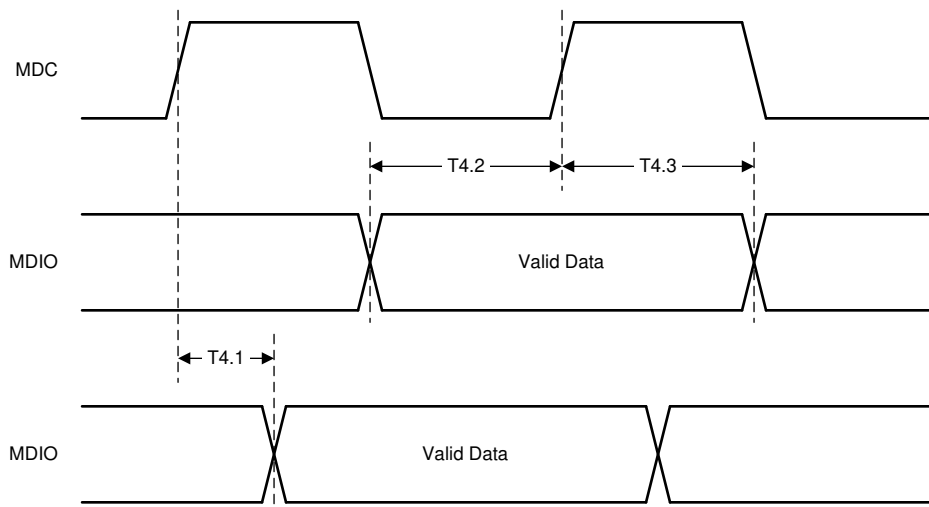 MDC
T4.2
T4.3
MDIO
Valid Data
T4.1
MDIO
Valid Data